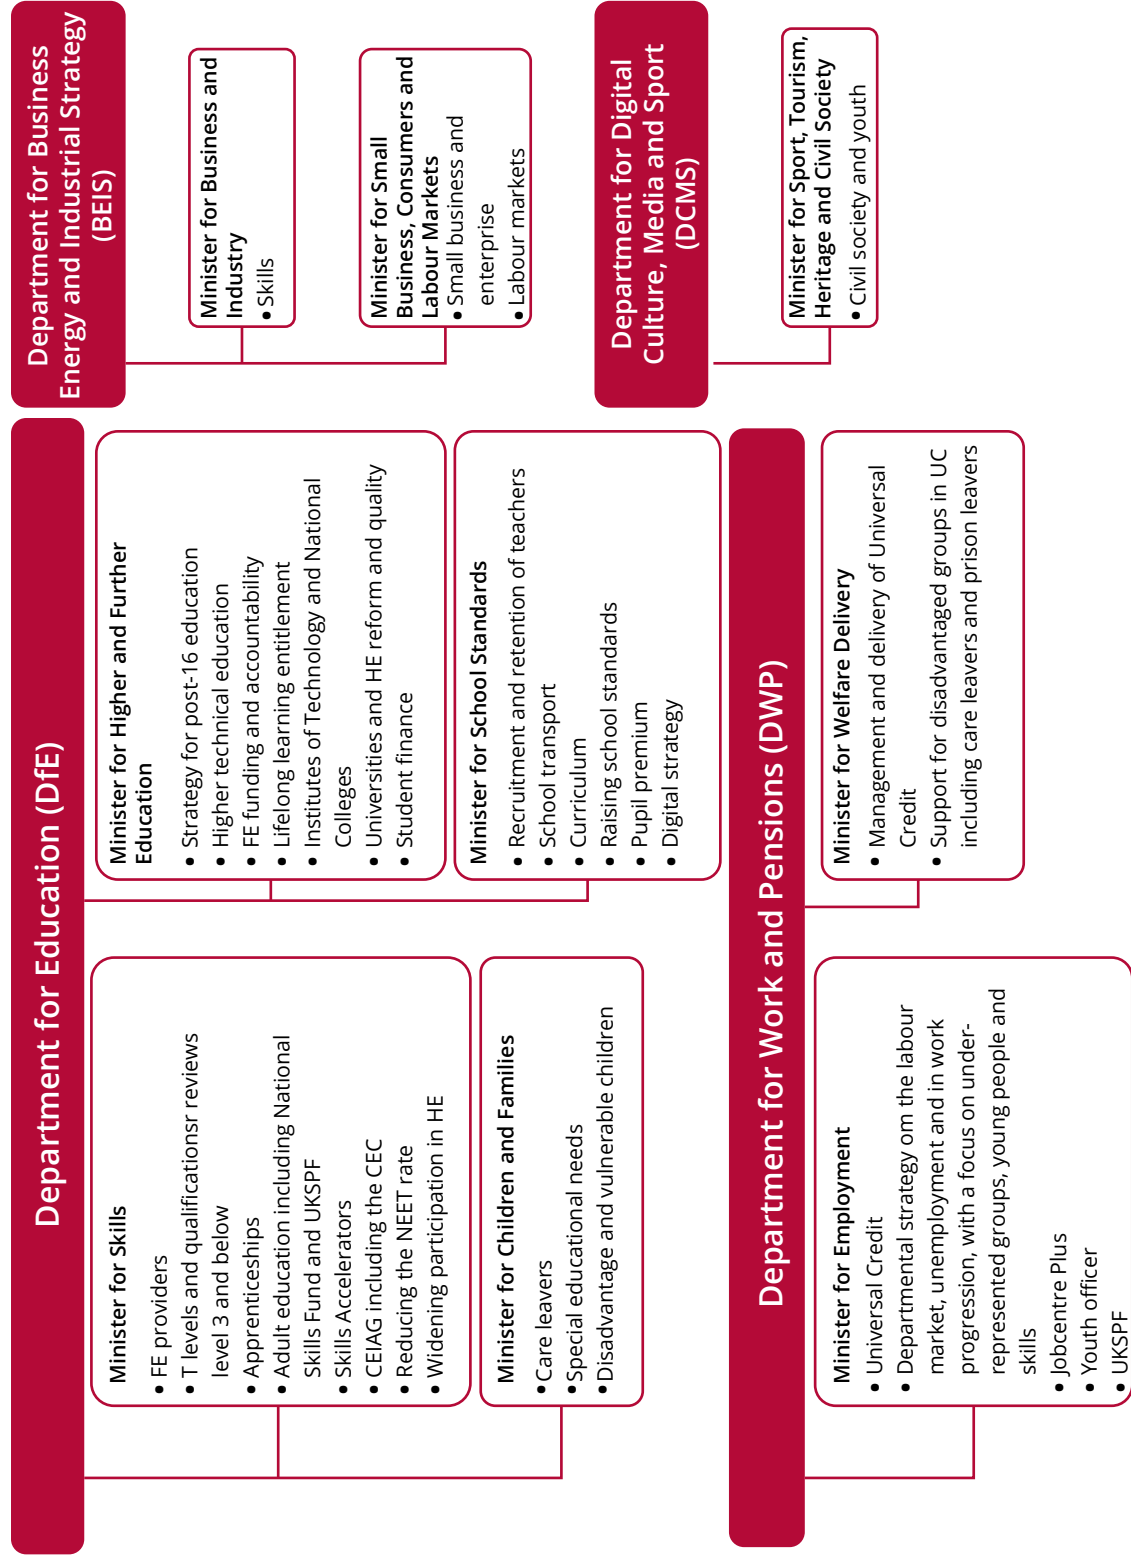 Department for Education (DfE)
Minister for Skills
• FE providers
• T levels and qualificationsr reviews
level 3 and below
• Apprenticeships
• Adult education including National
Skills Fund and UKSPF
• Skills Accelerators
• CEIAG including the CEC
• Reducing the NEET rate
• Widening participation in HE
Minister for Children and Families
• Care leavers
• Special educational needs
• Disadvantage and vulnerable children
Minister for Higher and Further
Education
• Strategy for post-16 education
• Higher technical education
• FE funding and accountability
• Lifelong learning entitlement
• Institutes of Technology and National
Colleges
• Universities and HE reform and quality
• Student finance
Minister for School Standards
• Recruitment and retention of teachers
• School transport
• Curriculum
• Raising school standards
• Pupil premium
• Digital strategy
Department for Business
Energy and Industrial Strategy
(BEIS)
Minister for Business and
Industry
• Skills
Minister for Small
Business, Consumers and
Labour Markets
• Small business and
enterprise
• Labour markets
Department for Work and Pensions (DWP)
Minister for Employment
• Universal Credit
• Departmental strategy om the labour
market, unemployment and in work
progression, with a focus on under-
represented groups, young people and
skills
• Jobcentre Plus
• Youth officer
• UKSPF
Minister for Welfare Delivery
• Management and delivery of Universal
Credit
• Support for disadvantaged groups in UC
including care leavers and prison leavers
Department for Digital
Culture, Media and Sport
(DCMS)
Minister for Sport, Tourism,
Heritage and Civil Society
• Civil society and youth